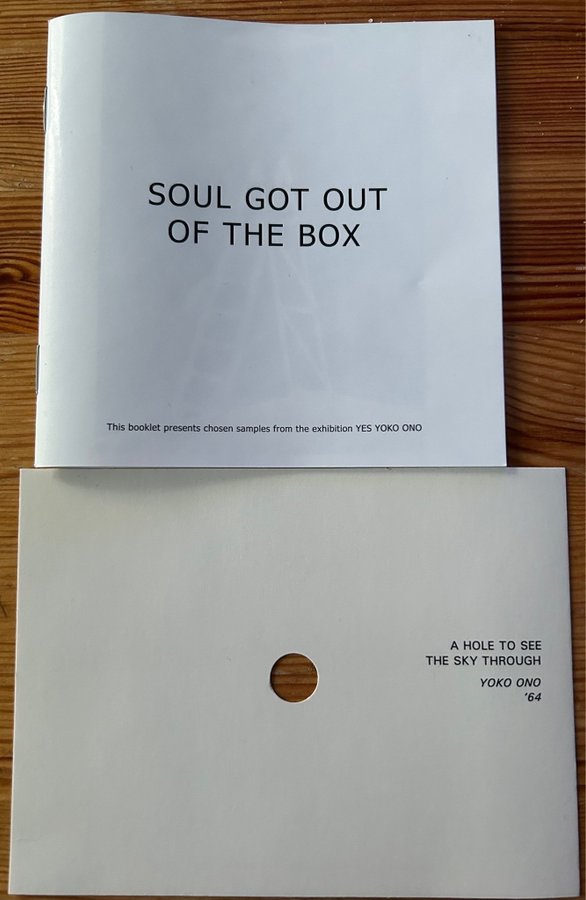 SOUL GOT OUT
OF THE BOX
This booklet presents chosen samples from the exhibition YES YOKO ONO
A HOLE TO SEE
THE SKY THROUGH
YOKO ONO
'64